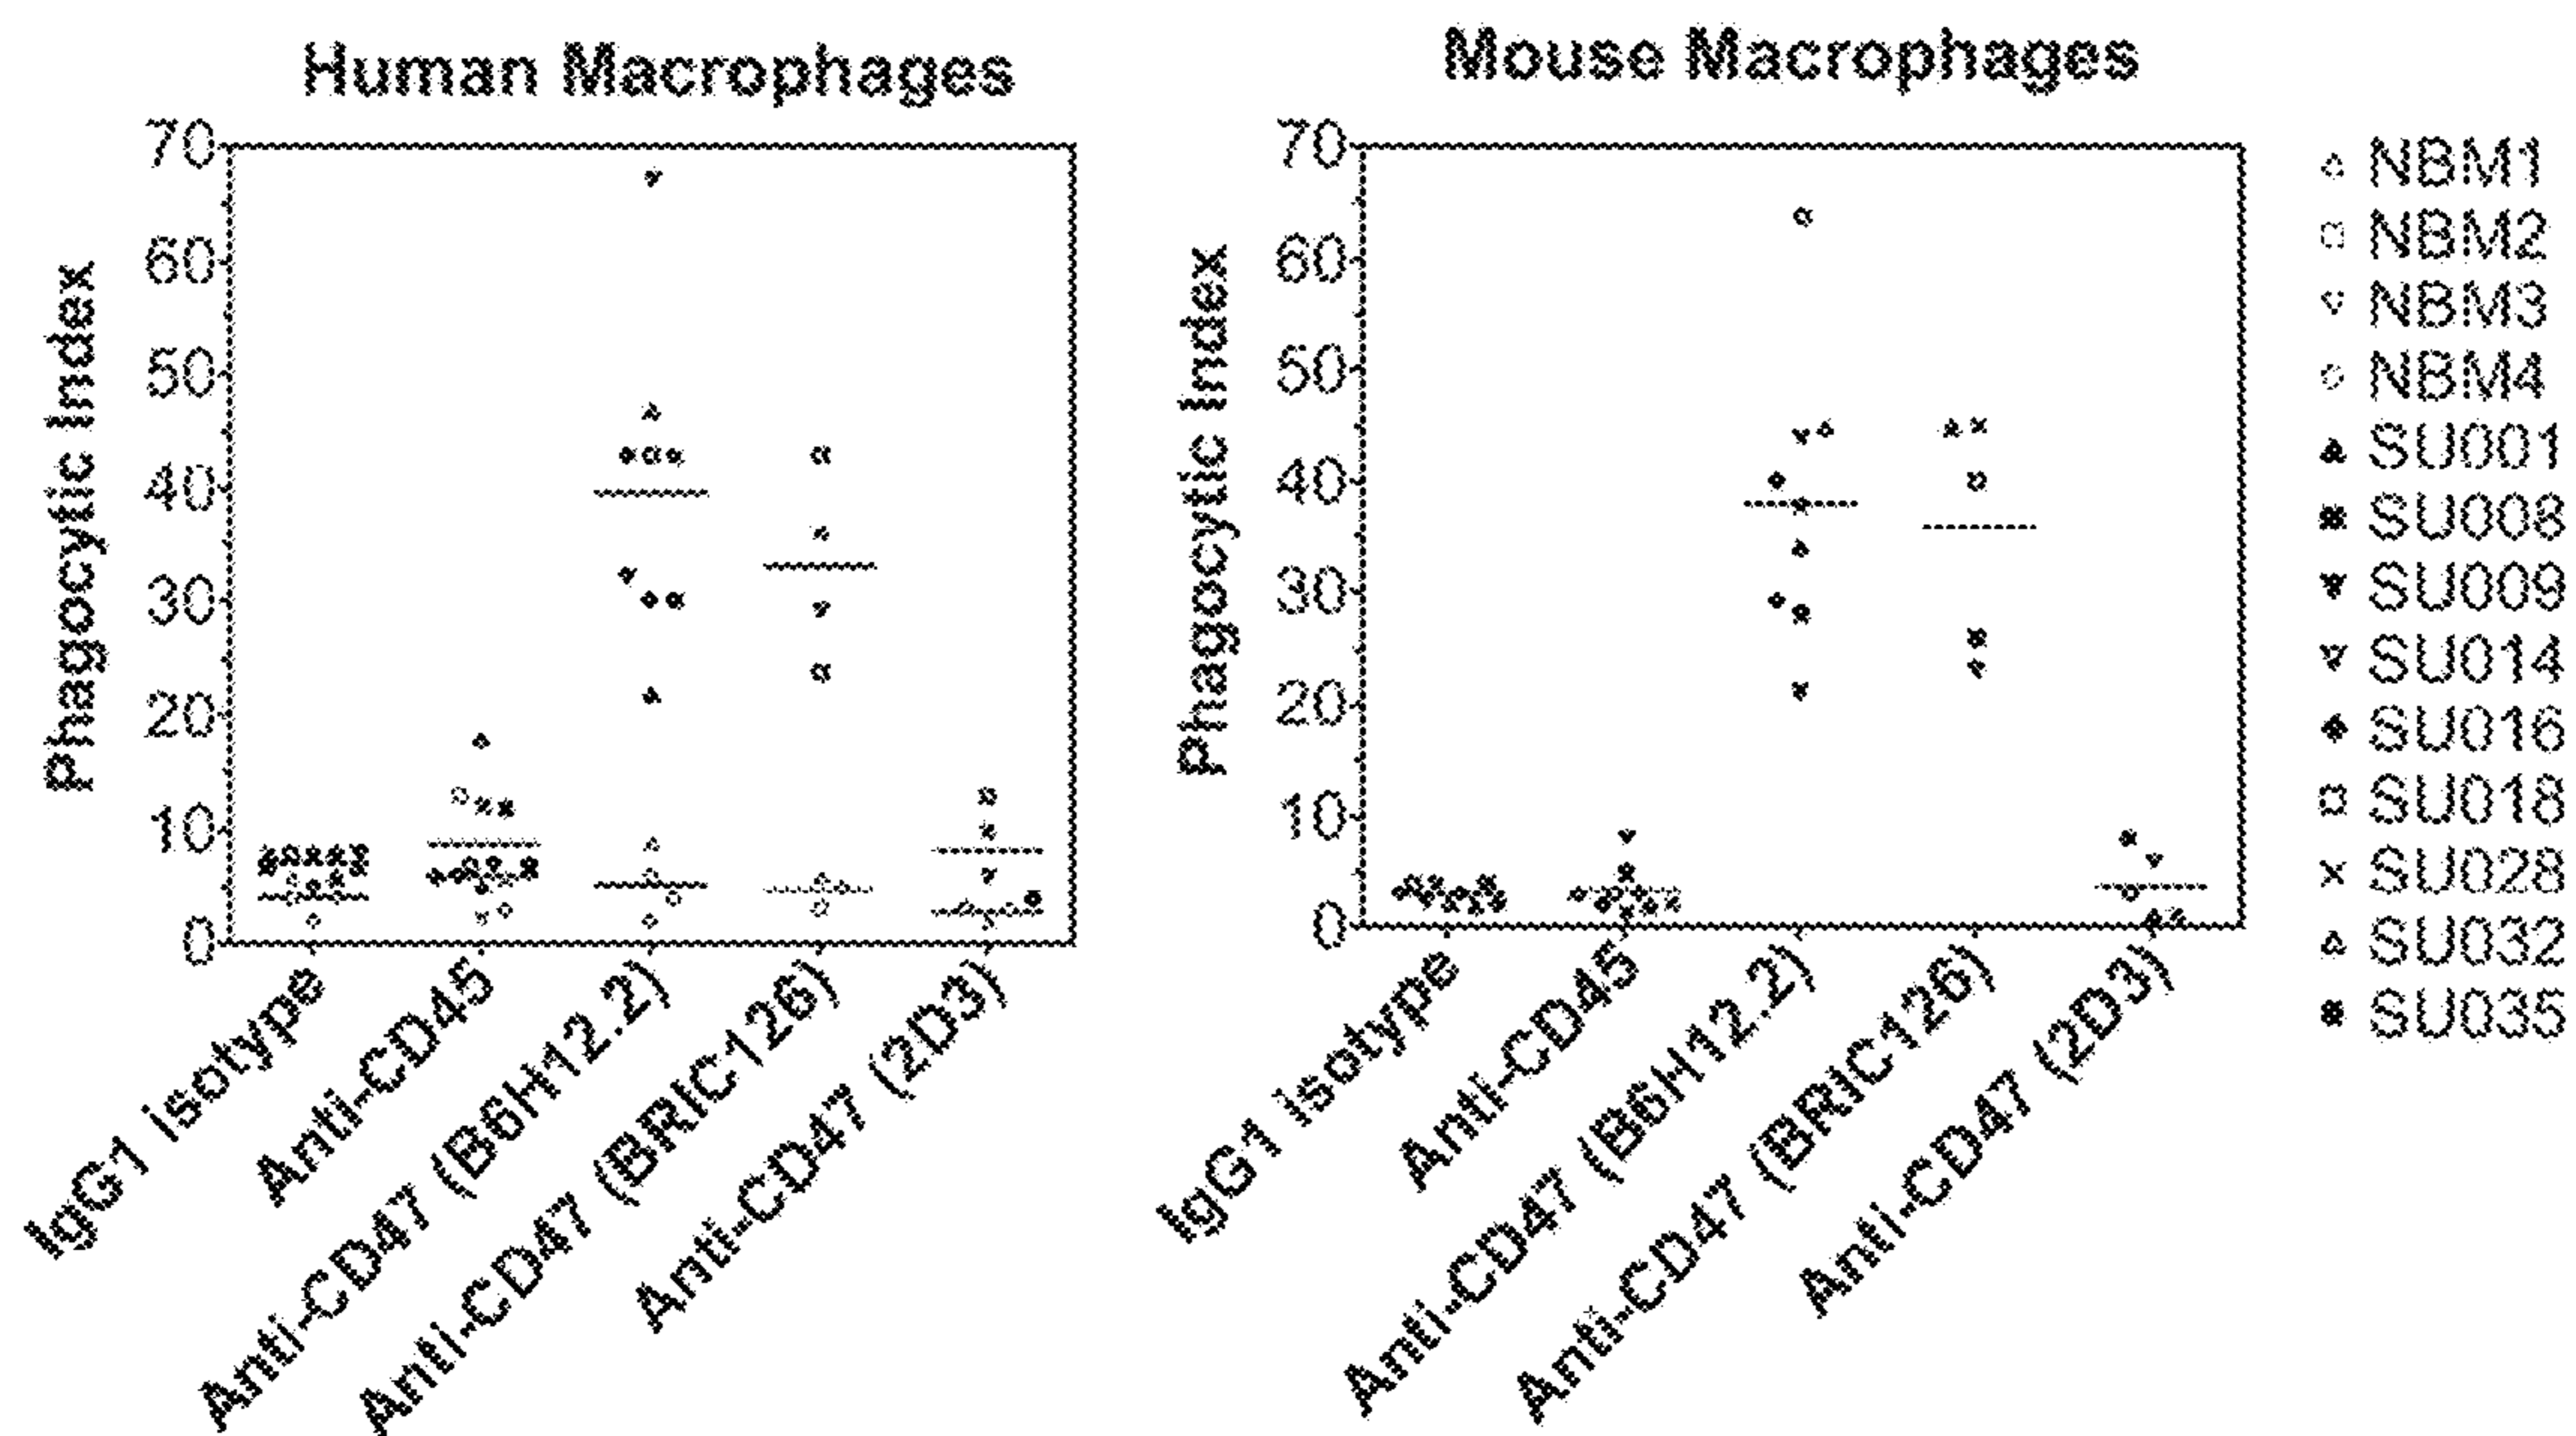 Human Macrophages
Phagocytic Index
70
60
50
40
30
20
10
0
IgG1 isotype
Anti-CD45
Anti-CD47 (B6H12.2)
Anti-CD47 (BRIC126)
Anti-CD47 (2D3)
Mouse Macrophages
Phagocytic Index
70
60
50
40
30
20
10
0
IgG1 isotype
Anti-CD45
Anti-CD47 (B6H12.2)
Anti-CD47 (BRIC126)
Anti-CD47 (2D3)
NBM1
NBM2
NBM3
NBM4
SU001
SU008
SU009
SU014
SU016
SU018
SU028
SU032
SU035